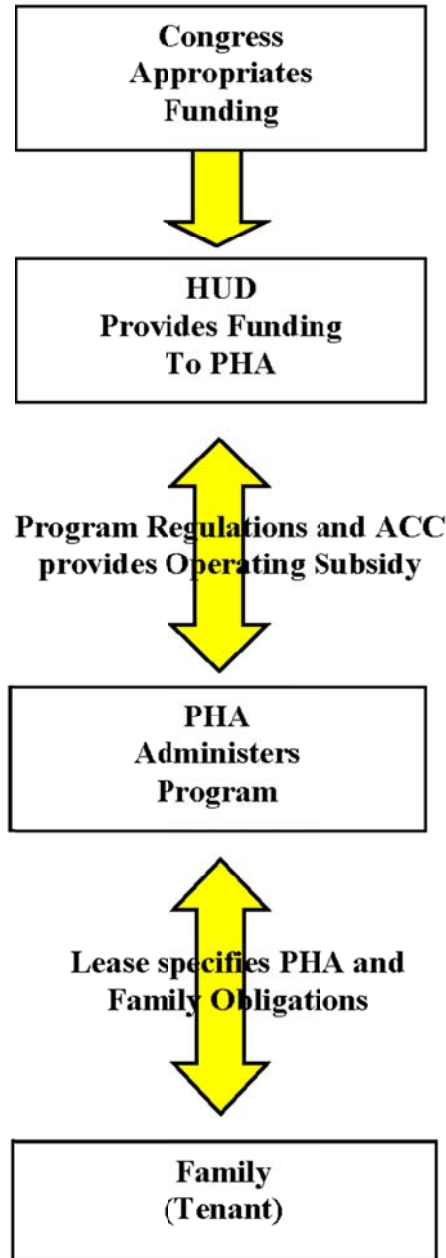 Congress
Appropriates
Funding
HUD
Provides Funding
To PHA
Program Regulations and ACC
provides Operating Subsidy
PHA
Administers
Program
Lease specifies PHA and
Family Obligations
Family
(Tenant)